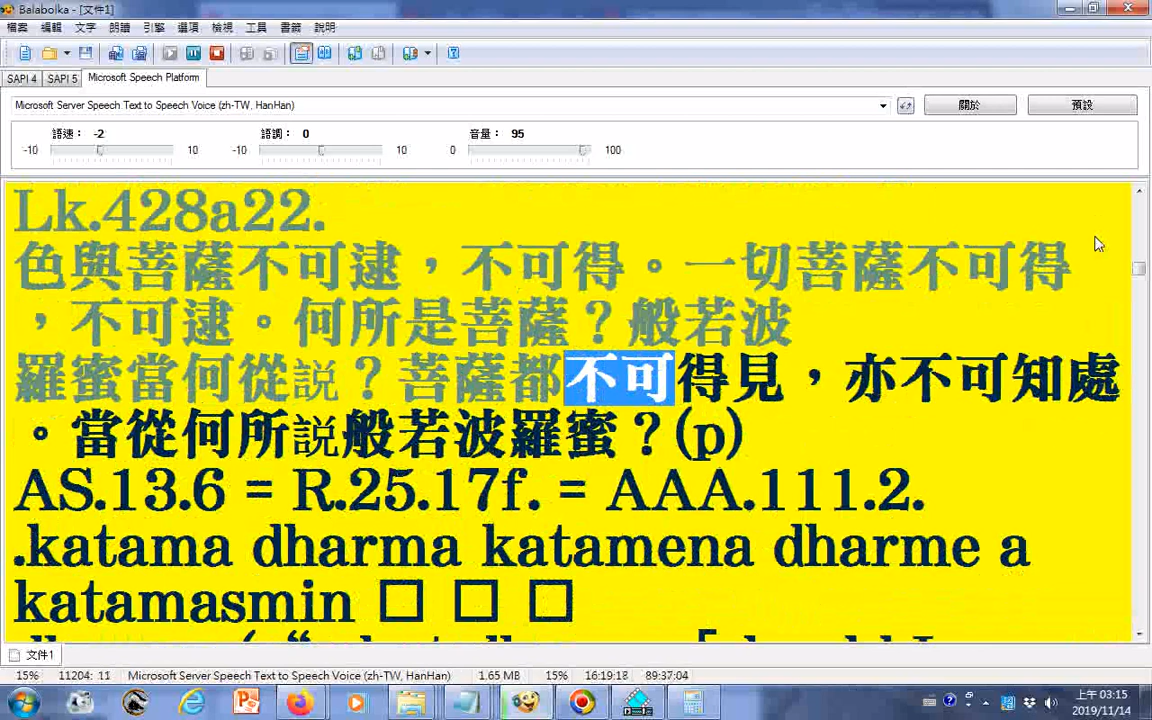 Balabolka - [文件1]
檔案 編輯 文字 朗讀 引擎 選項 檢視 工具 書籤 說明
SAPI 4 SAPI 5 Microsoft Speech Platform
Microsoft Server Speech Text to Speech Voice (zh-TW, HanHan) 關於 預設
語速： -2 語調： 0 音量： 95
-10 10 -10 10 0 100
Lk.428a22.
色與菩薩不可逮，不可得。一切菩薩不可得
，不可逮。何所是菩薩？般若波
羅蜜當何從説？菩薩都不可得見，亦不可知處
。當從何所説般若波羅蜜？(p)
AS.13.6 = R.25.17f. = AAA.111.2.
.katama dharma katamena dharme a
katamasmin □ □ □
文件1
15% 11204: 11 Microsoft Server Speech Text to Speech Voice (zh-TW, HanHan) 1.65 MB 15% 16:19:18 89:37:04
上午 03:15
2019/11/14